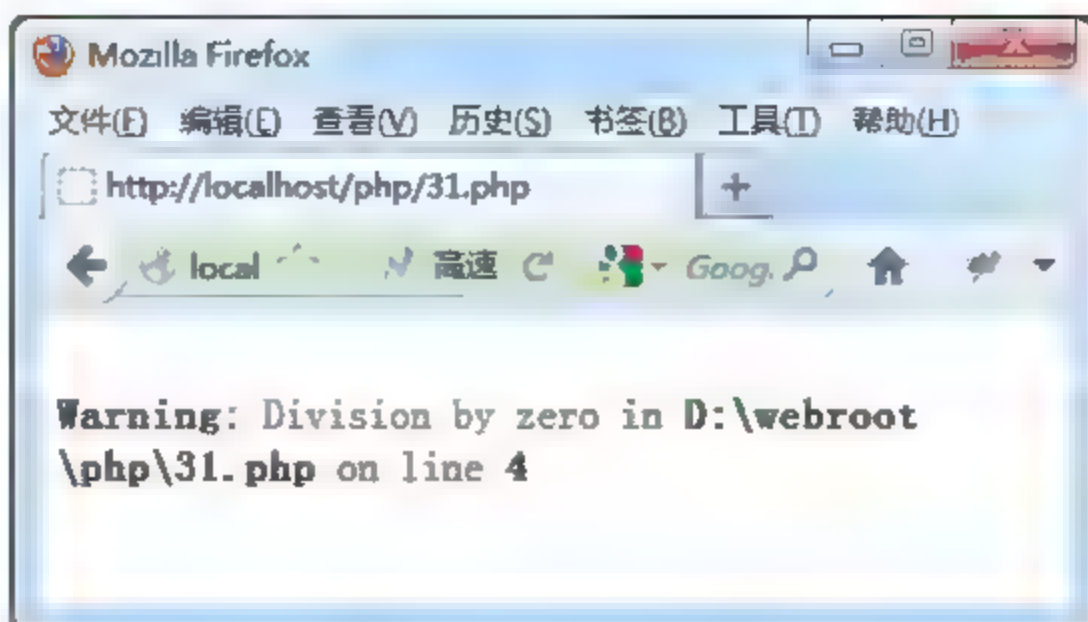 Mozilla Firefox
文件(F) 编辑(E) 查看(V) 历史(S) 书签(B) 工具(T) 帮助(H)
http://localhost/php/31.php +
local 高速 Goog.
Warning: Division by zero in D:\webroot
\php\31.php on line 4